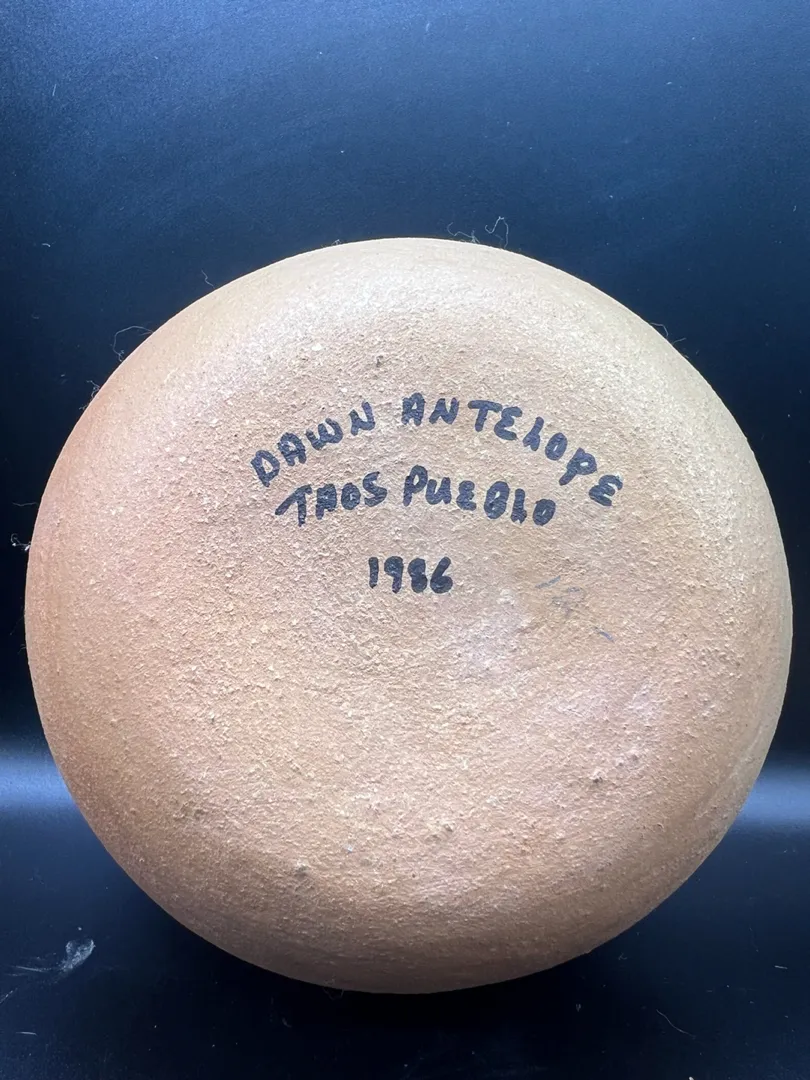 DAWN ANTELOPE
TAOS PUEBLO
1986